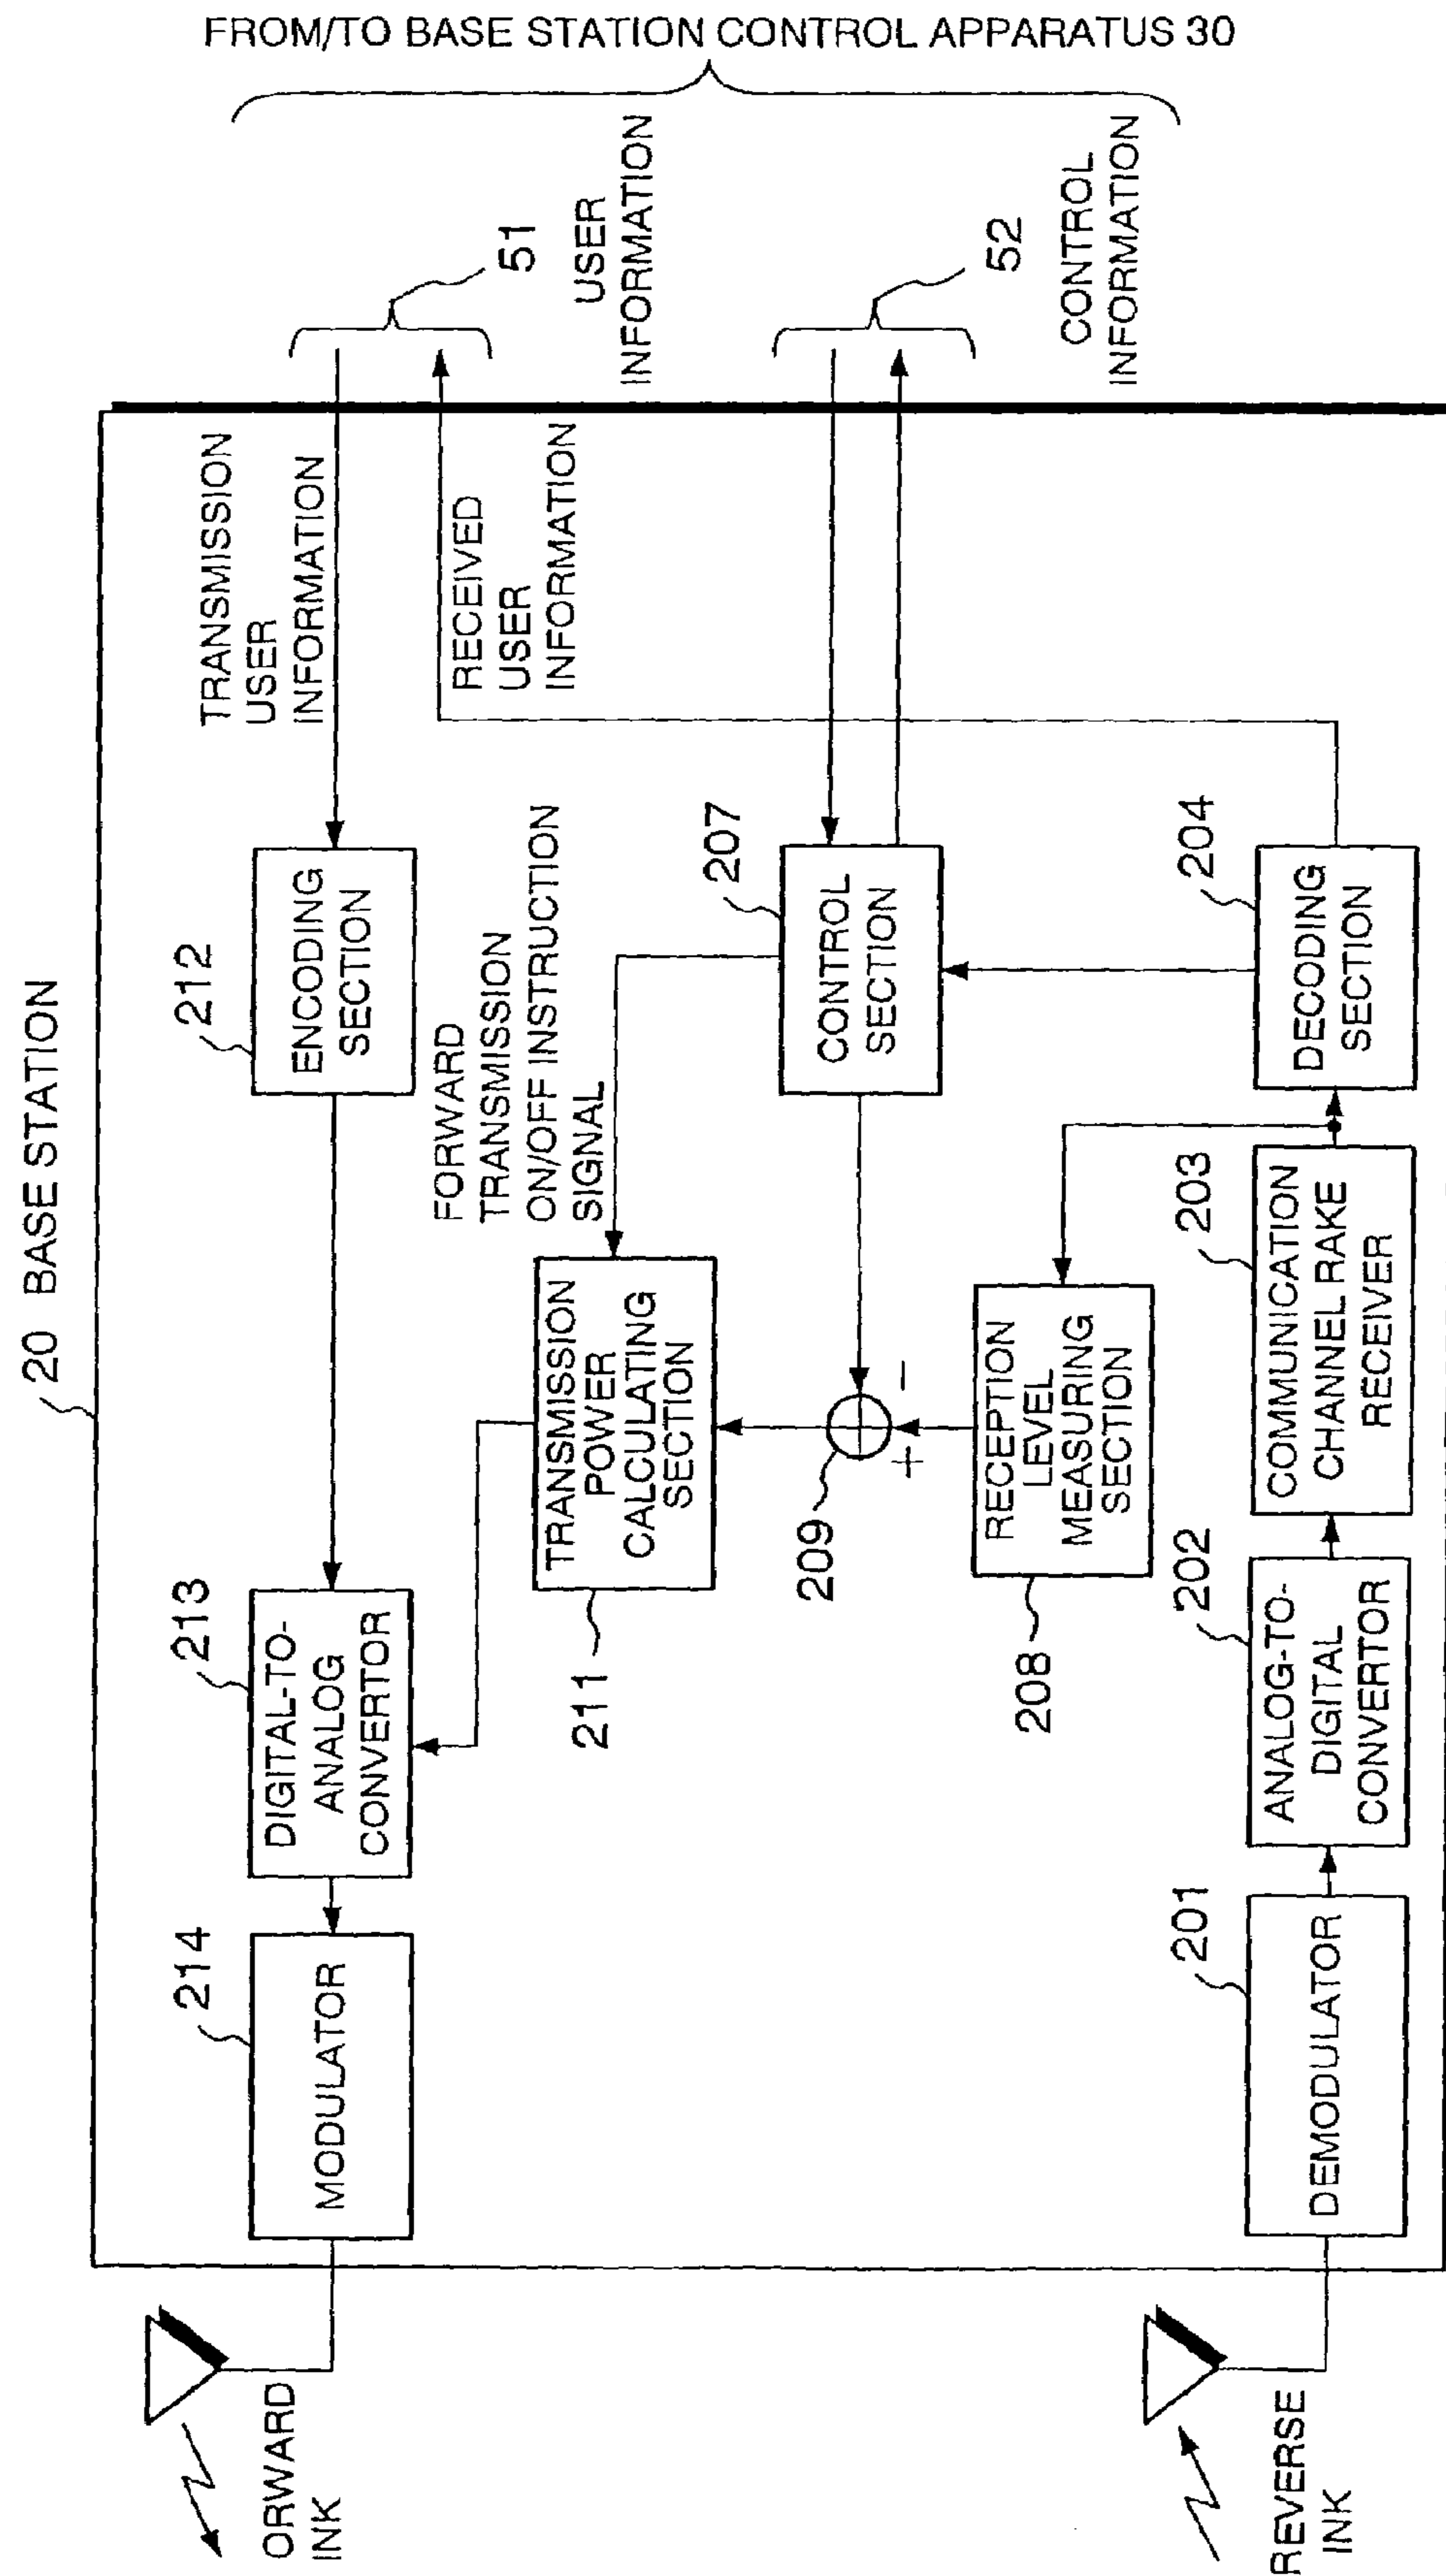 FROM/TO BASE STATION CONTROL APPARATUS 30
20 BASE STATION
51
USER
INFORMATION
52
CONTROL
INFORMATION
TRANSMISSION
USER
INFORMATION
RECEIVED
USER
INFORMATION
212
ENCODING
SECTION
213
DIGITAL-TO-
ANALOG
CONVERTOR
214
MODULATOR
ORWARD
INK
FORWARD
TRANSMISSION
ON/OFF INSTRUCTION
SIGNAL
207
CONTROL
SECTION
211
TRANSMISSION
POWER
CALCULATING
SECTION
209
+
-
208
RECEPTION
LEVEL
MEASURING
SECTION
204
DECODING
SECTION
203
COMMUNICATION
CHANNEL RAKE
RECEIVER
202
ANALOG-TO-
DIGITAL
CONVERTOR
201
DEMODULATOR
REVERSE
INK